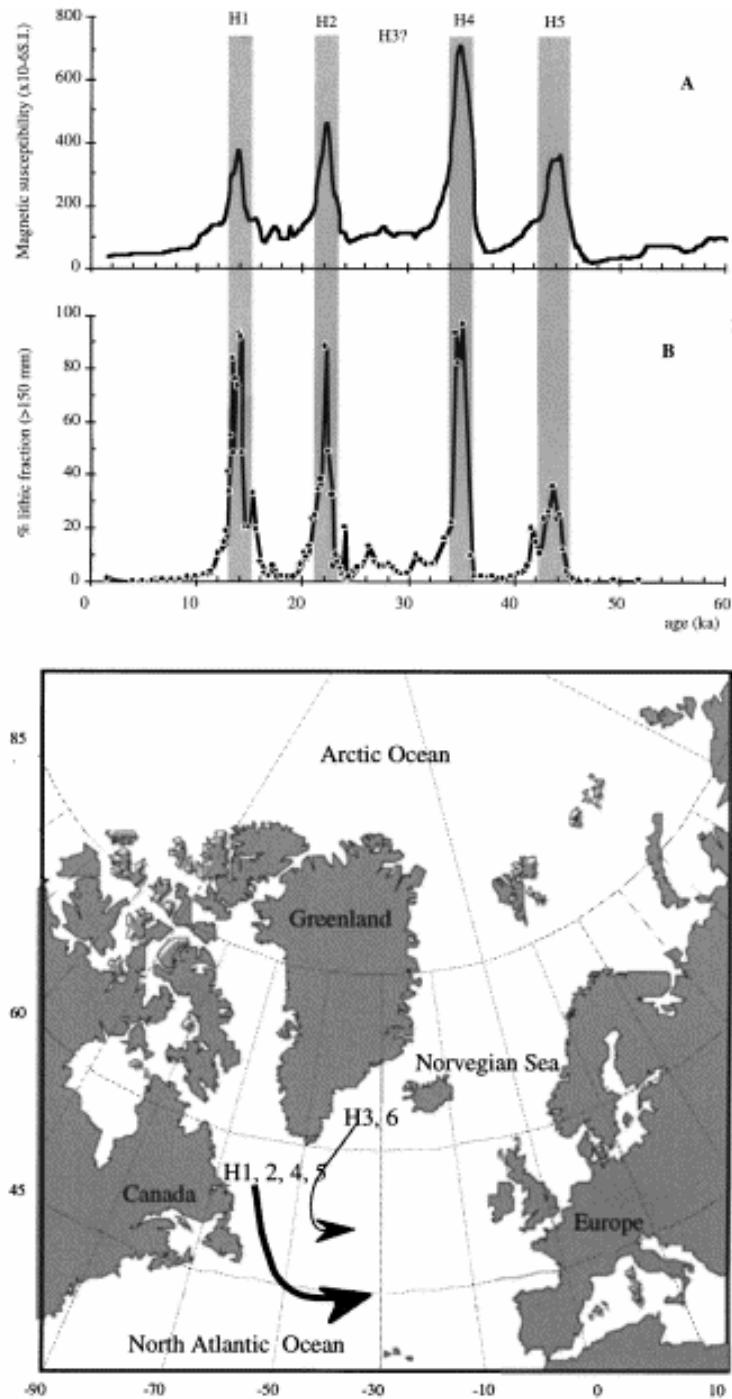 H1 H2 H3? H4 H5
800
600
400
200
0
Magnetic susceptibility (x10-6S.I.)
A
100
80
60
40
20
0
% lithic fraction (>150 mm)
B
0 10 20 30 40 50 60
age (ka)
85
60
45
Arctic Ocean
Greenland
Norvegian Sea
H3, 6
H1, 2, 4, 5
Canada
Europe
North Atlantic Ocean
-90 -70 -50 -30 -10 0 10